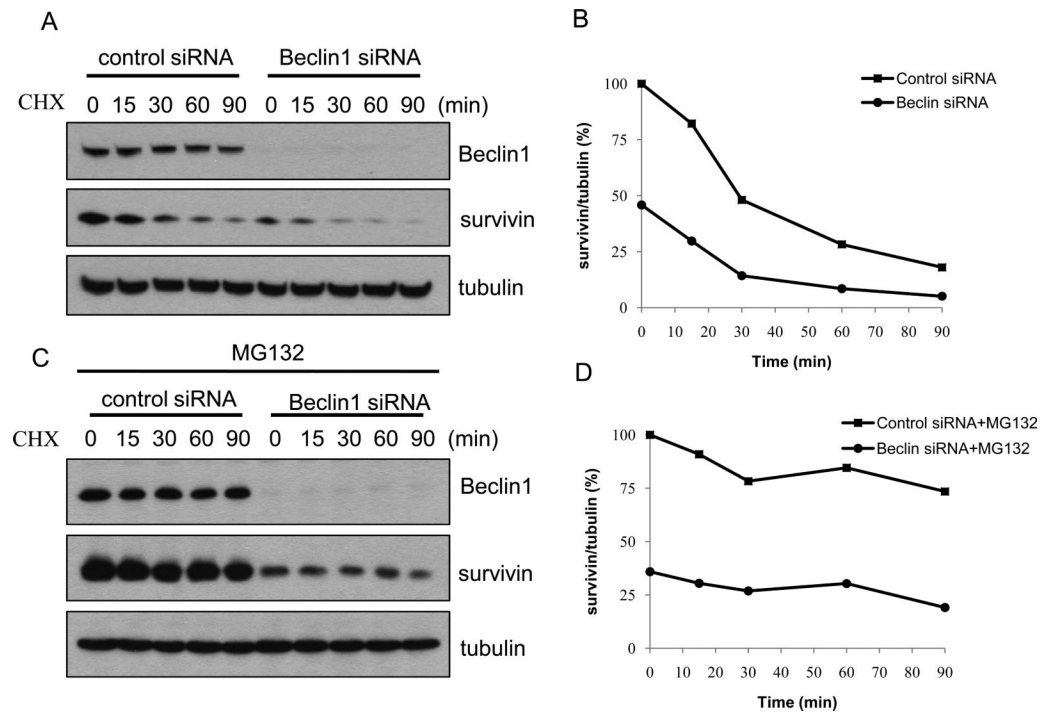 A
control siRNA Beclin1 siRNA
CHX 0 15 30 60 90 0 15 30 60 90 (min)
Beclin1
survivin
tubulin
B
Control siRNA
Beclin siRNA
survivin/tubulin (%)
100
75
50
25
0
0 10 20 30 40 50 60 70 80 90
Time (min)
C
MG132
control siRNA Beclin1 siRNA
CHX 0 15 30 60 90 0 15 30 60 90 (min)
Beclin1
survivin
tubulin
D
Control siRNA+MG132
Beclin siRNA+MG132
survivin/tubulin (%)
100
75
50
25
0
0 10 20 30 40 50 60 70 80 90
Time (min)